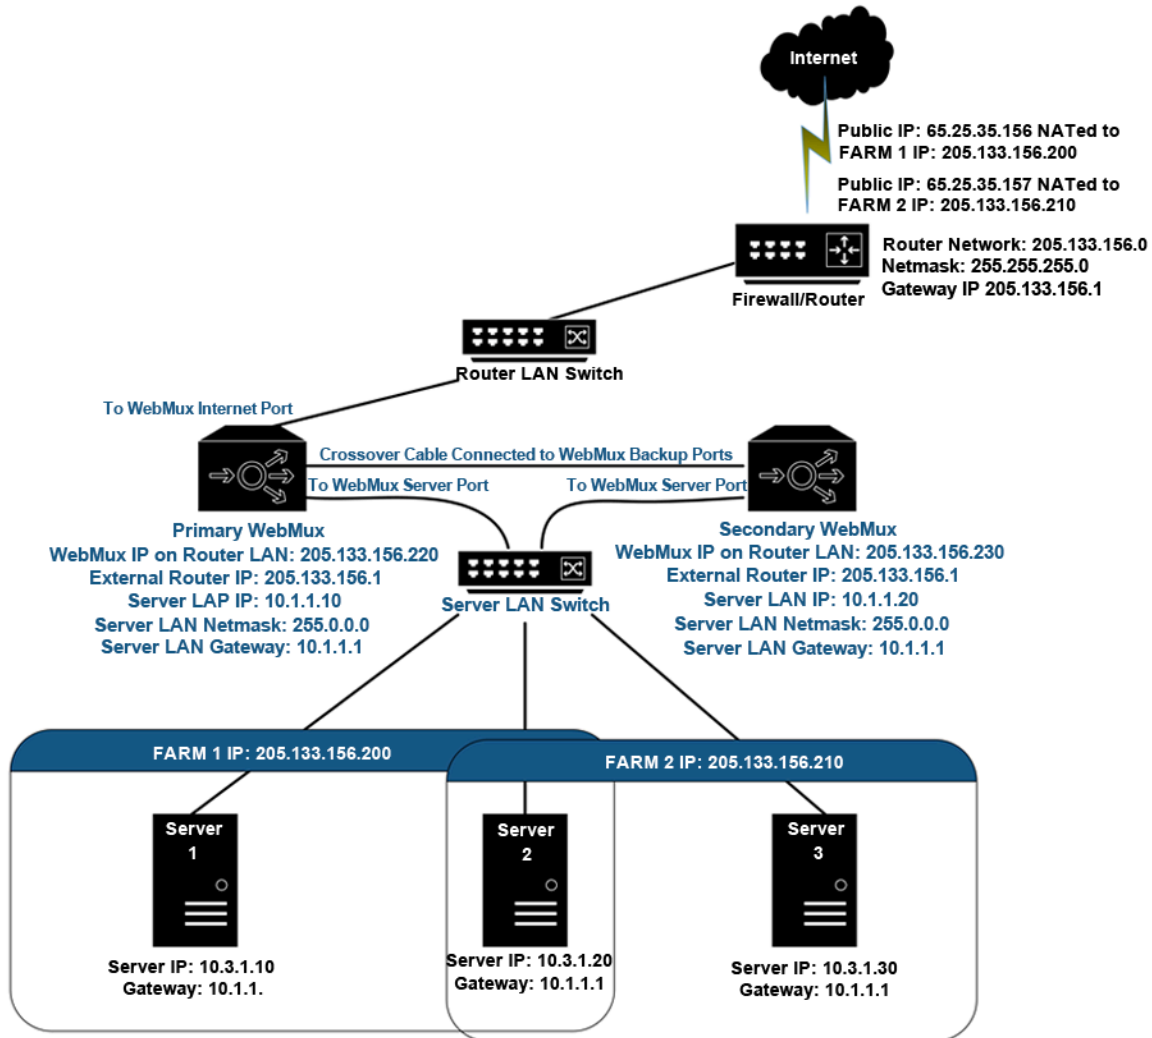 Internet
Public IP: 65.25.35.156 NATed to
FARM 1 IP: 205.133.156.200
Public IP: 65.25.35.157 NATed to
FARM 2 IP: 205.133.156.210
Router Network: 205.133.156.0
Netmask: 255.255.255.0
Gateway IP 205.133.156.1
Firewall/Router
Router LAN Switch
To WebMux Internet Port
Crossover Cable Connected to WebMux Backup Ports
To WebMux Server Port
To WebMux Server Port
Primary WebMux
WebMux IP on Router LAN: 205.133.156.220
External Router IP: 205.133.156.1
Server LAP IP: 10.1.1.10
Server LAN Netmask: 255.0.0.0
Server LAN Gateway: 10.1.1.1
Secondary WebMux
WebMux IP on Router LAN: 205.133.156.230
External Router IP: 205.133.156.1
Server LAN IP: 10.1.1.20
Server LAN Netmask: 255.0.0.0
Server LAN Gateway: 10.1.1.1
Server LAN Switch
FARM 1 IP: 205.133.156.200
FARM 2 IP: 205.133.156.210
Server
1
Server IP: 10.3.1.10
Gateway: 10.1.1.
Server
2
Server IP: 10.3.1.20
Gateway: 10.1.1.1
Server
3
Server IP: 10.3.1.30
Gateway: 10.1.1.1